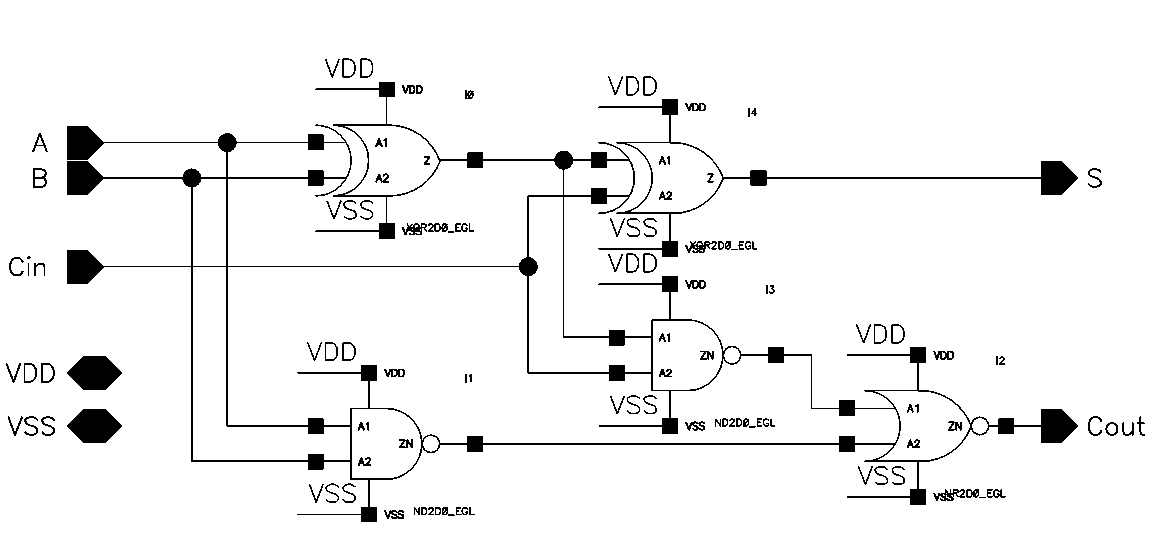 VDD
VDD
I0
A
A1
Z
B
A2
VSS
VSS
XOR2D0_EGL
VDD
VDD
I4
A1
Z
A2
S
VSS
VSS
XOR2D0_EGL
Cin
VDD
VDD
I3
A1
ZN
A2
VSS
VSS
ND2D0_EGL
VDD
VSS
VDD
VDD
I1
A1
ZN
A2
VSS
VSS
ND2D0_EGL
VDD
VDD
I2
A1
ZN
A2
Cout
VSS
VSS
NR2D0_EGL